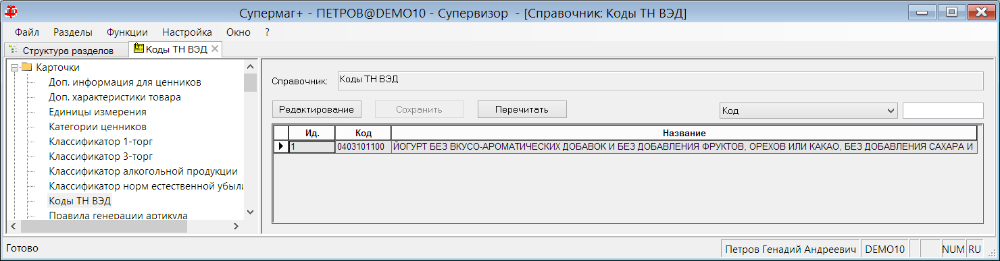 Супермаг+ - ПЕТРОВ@DEMO10 - Супервизор - [Справочник: Коды ТН ВЭД]
Файл Разделы Функции Настройка Окно ?
Структура разделов Коды ТН ВЭД
Карточки
Доп. информация для ценников
Доп. характеристики товара
Единицы измерения
Категории ценников
Классификатор 1-торг
Классификатор 3-торг
Классификатор алкогольной продукции
Классификатор норм естественной убыли
Коды ТН ВЭД
Правила генерации артикула
Справочник: Коды ТН ВЭД
Редактирование Сохранить Перечитать Код
Ид. Код Название
1 0403101100 ЙОГУРТ БЕЗ ВКУСО-АРОМАТИЧЕСКИХ ДОБАВОК И БЕЗ ДОБАВЛЕНИЯ ФРУКТОВ, ОРЕХОВ ИЛИ КАКАО, БЕЗ ДОБАВЛЕНИЯ САХАРА И
Готово Петров Генадий Андреевич DEMO10 NUM RU